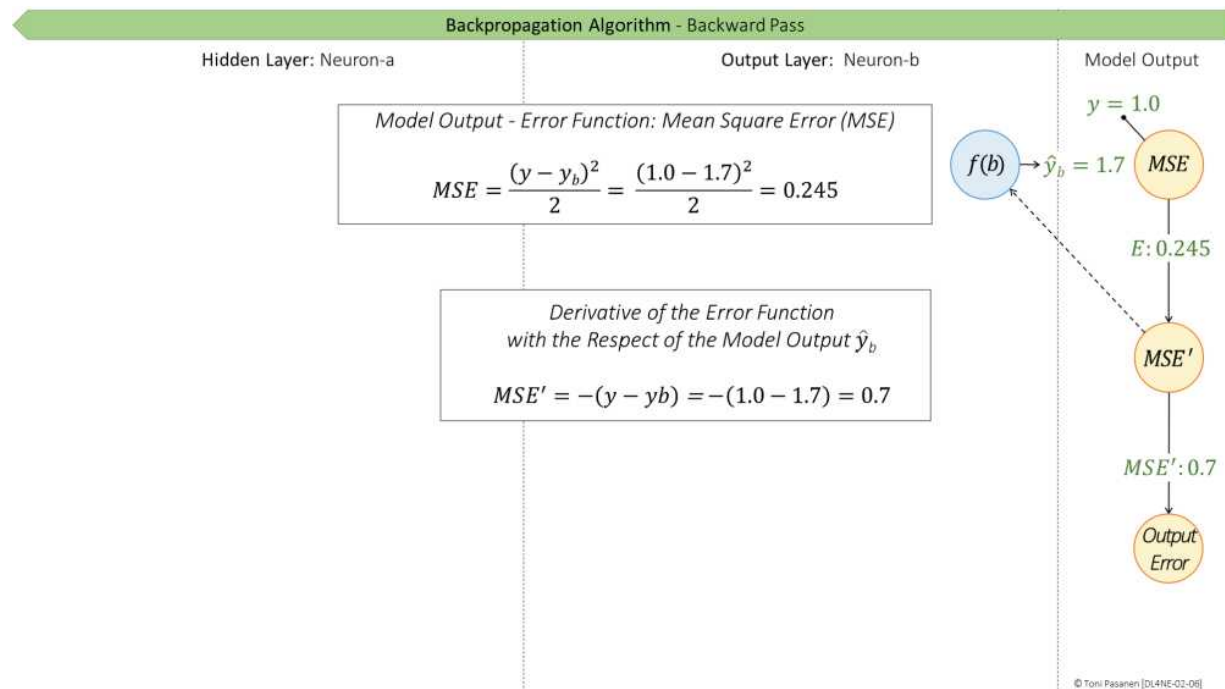 Backpropagation Algorithm - Backward Pass
Hidden Layer: Neuron-a
Output Layer: Neuron-b
Model Output
Model Output - Error Function: Mean Square Error (MSE)
MSE = (y − y_b)² / 2 = (1.0 − 1.7)² / 2 = 0.245
Derivative of the Error Function
with the Respect of the Model Output ŷ_b
MSE′ = −(y − yb) = −(1.0 − 1.7) = 0.7
y = 1.0
f(b)
ŷ_b = 1.7
MSE
E: 0.245
MSE′
MSE′: 0.7
Output
Error
© Toni Pasanen [DL4NE-02-06]